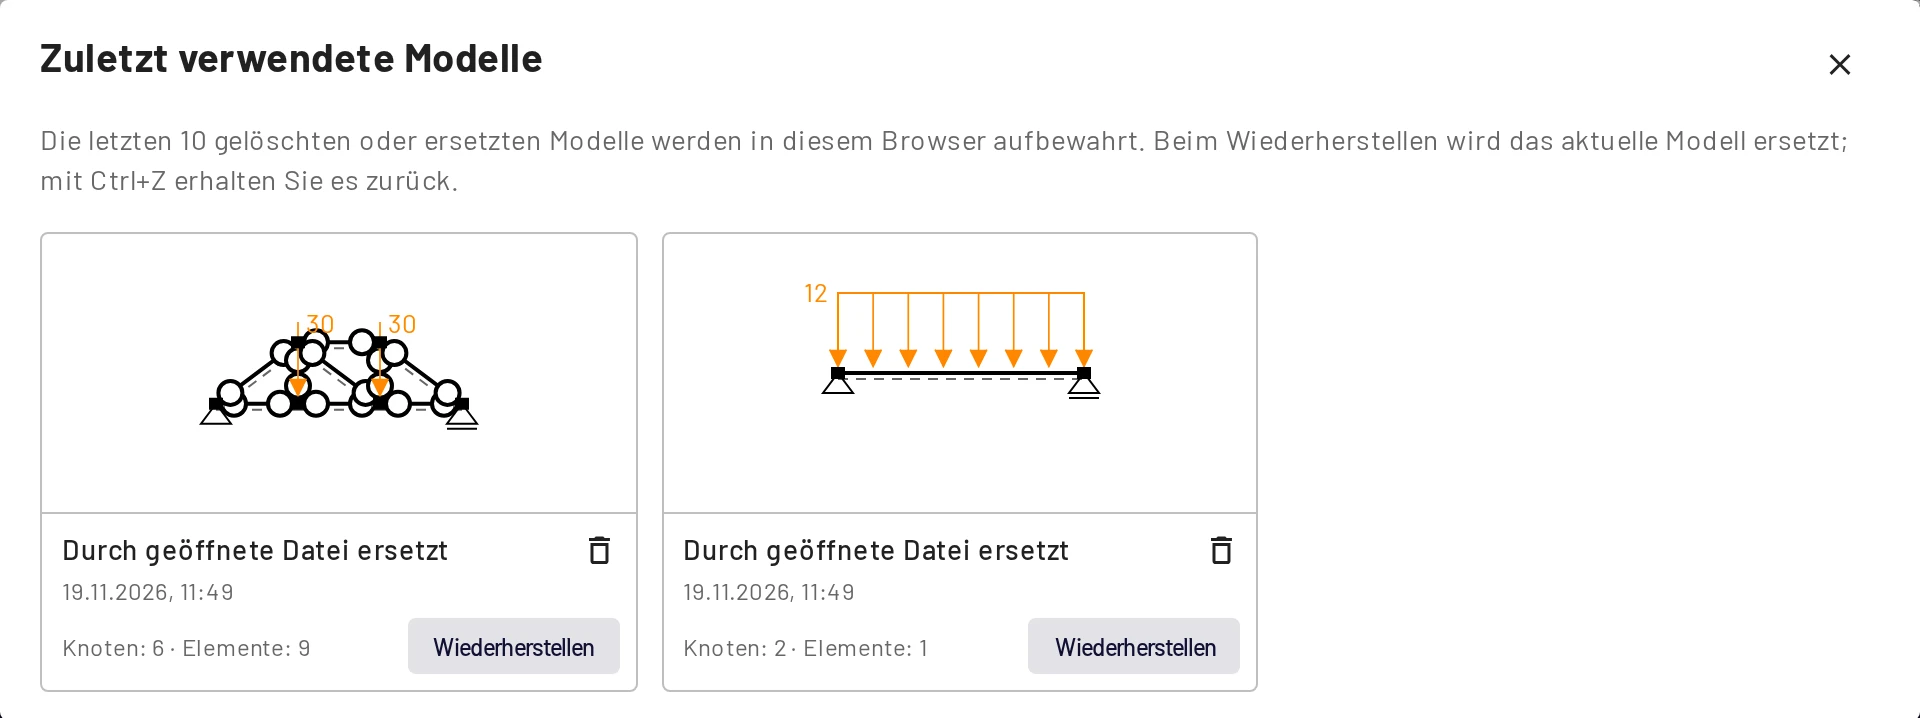 Zuletzt verwendete Modelle
Die letzten 10 gelöschten oder ersetzten Modelle werden in diesem Browser aufbewahrt. Beim Wiederherstellen wird das aktuelle Modell ersetzt;
mit Ctrl+Z erhalten Sie es zurück.
30 30
Durch geöffnete Datei ersetzt
19.11.2026, 11:49
Knoten: 6 · Elemente: 9
Wiederherstellen
12
Durch geöffnete Datei ersetzt
19.11.2026, 11:49
Knoten: 2 · Elemente: 1
Wiederherstellen